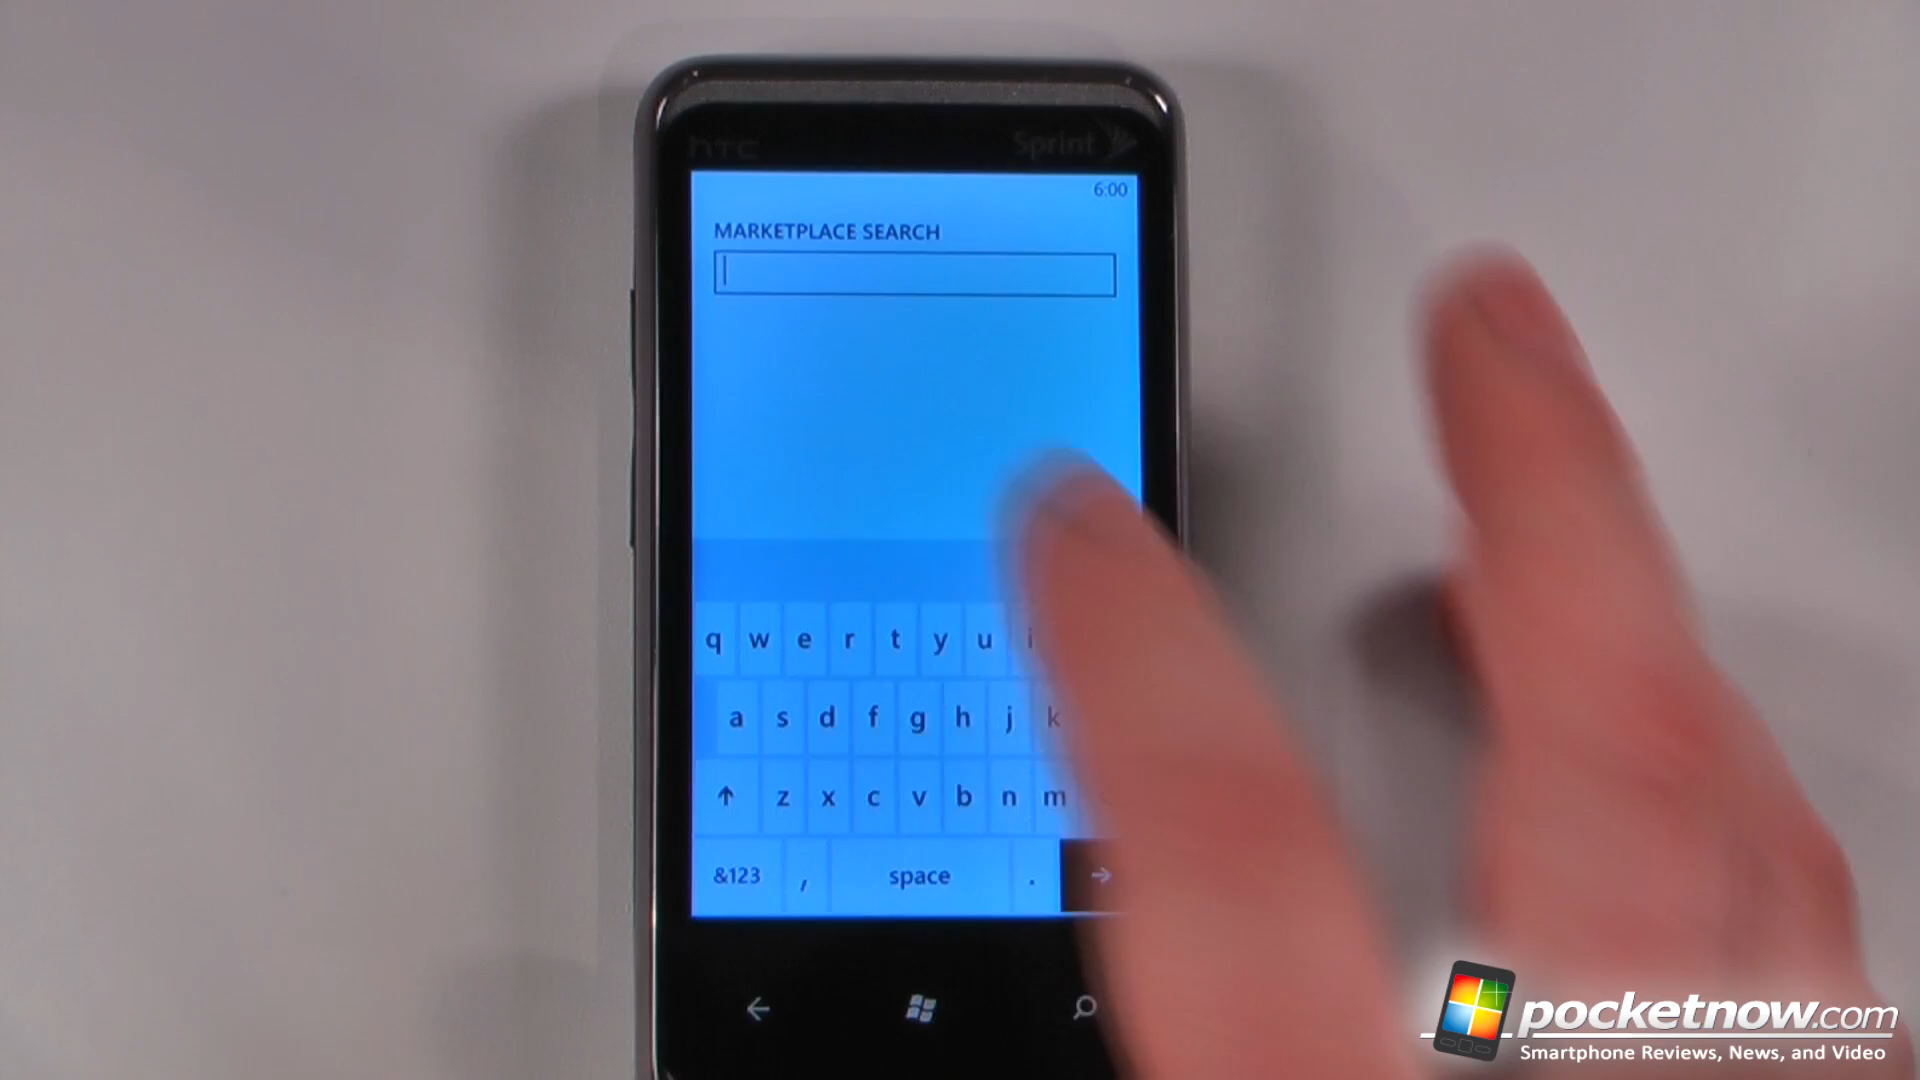 hTC Sprint
6:00
MARKETPLACE SEARCH
q w e r t y u i
a s d f g h j k
z x c v b n m
&123 , space . →
pocketnow.com
Smartphone Reviews, News, and Video